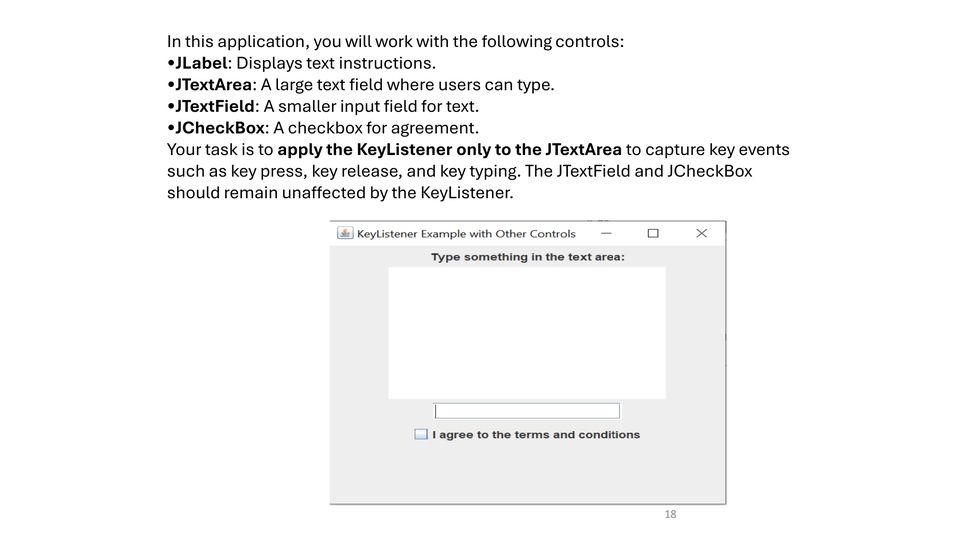 In this application, you will work with the following controls:
•JLabel: Displays text instructions.
•JTextArea: A large text field where users can type.
•JTextField: A smaller input field for text.
•JCheckBox: A checkbox for agreement.
Your task is to apply the KeyListener only to the JTextArea to capture key events
such as key press, key release, and key typing. The JTextField and JCheckBox
should remain unaffected by the KeyListener.
KeyListener Example with Other Controls
Type something in the text area:
I agree to the terms and conditions
18